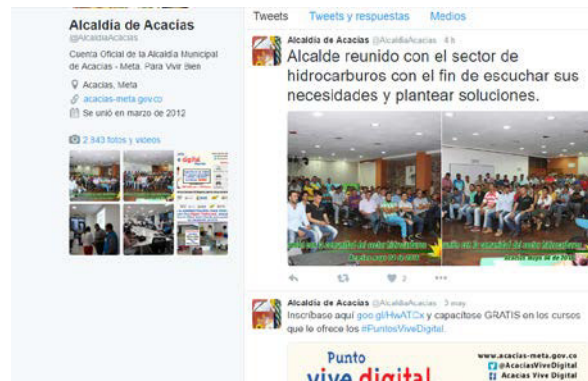 Alcaldía de Acacías
@AlcaldiaAcacias
Cuenta Oficial de la Alcaldía Municipal
de Acacias - Meta. Para Vivir Bien
Acacias, Meta
acacias-meta.gov.co
Se unió en marzo de 2012
2.943 fotos y videos
digital
Tweets Tweets y respuestas Medios
Alcaldía de Acacías @AlcaldiaAcacias 4 h
Alcalde reunido con el sector de
hidrocarburos con el fin de escuchar sus
necesidades y plantear soluciones.
2
Alcaldía de Acacías @AlcaldiaAcacias 3 may
Inscríbase aquí goo.gl/HwATCx y capacítese GRATIS en los cursos
que le ofrece los #PuntosViveDigital.
Punto
vive digital
www.acacias-meta.gov.co
@AcaciasViveDigital
Acacias Vive Digital